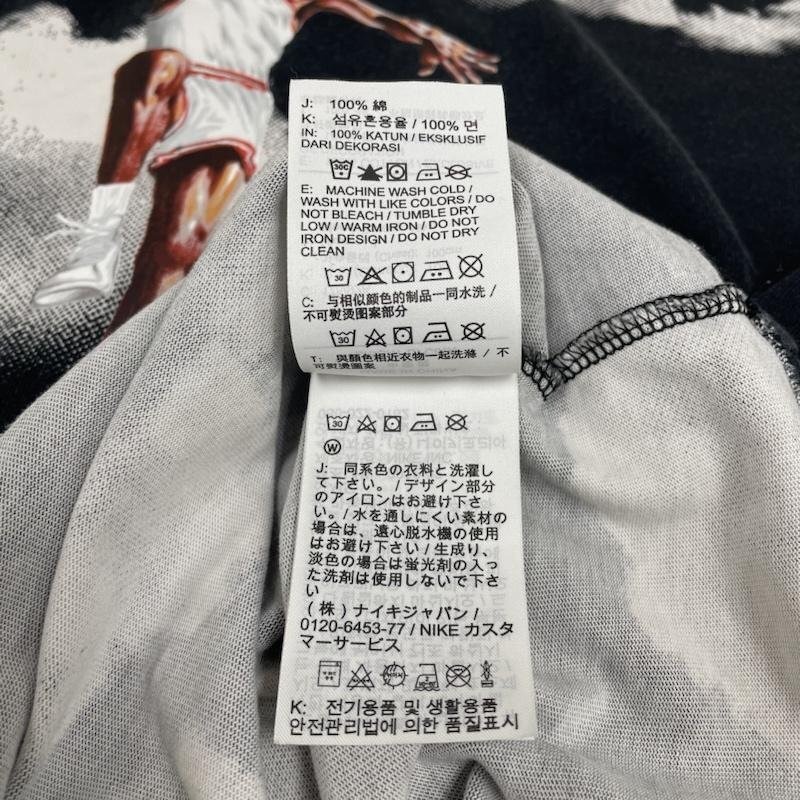 J: 100% 綿
K: 섬유혼용율 / 100% 면
IN: 100% KATUN / EKSKLUSIF
DARI DEKORASI
30C
E: MACHINE WASH COLD /
WASH WITH LIKE COLORS / DO
NOT BLEACH / TUMBLE DRY
LOW / WARM IRON / DO NOT
IRON DESIGN / DO NOT DRY
CLEAN
30
C: 与相似颜色的制品一同水洗 /
不可熨烫图案部分
30
T: 與顏色相近衣物一起洗滌 / 不
可熨燙圖案
30
W
J: 同系色の衣料と洗濯し
て下さい。/ デザイン部分
のアイロンはお避け下さ
い。/ 水を通しにくい素材の
場合は、遠心脱水機の使用
はお避け下さい / 生成り、
淡色の場合は蛍光剤の入っ
た洗剤は使用しないで下さ
い
(株) ナイキジャパン /
0120-6453-77 / NIKE カスタ
マーサービス
K: 전기용품 및 생활용품
안전관리법에 의한 품질표시